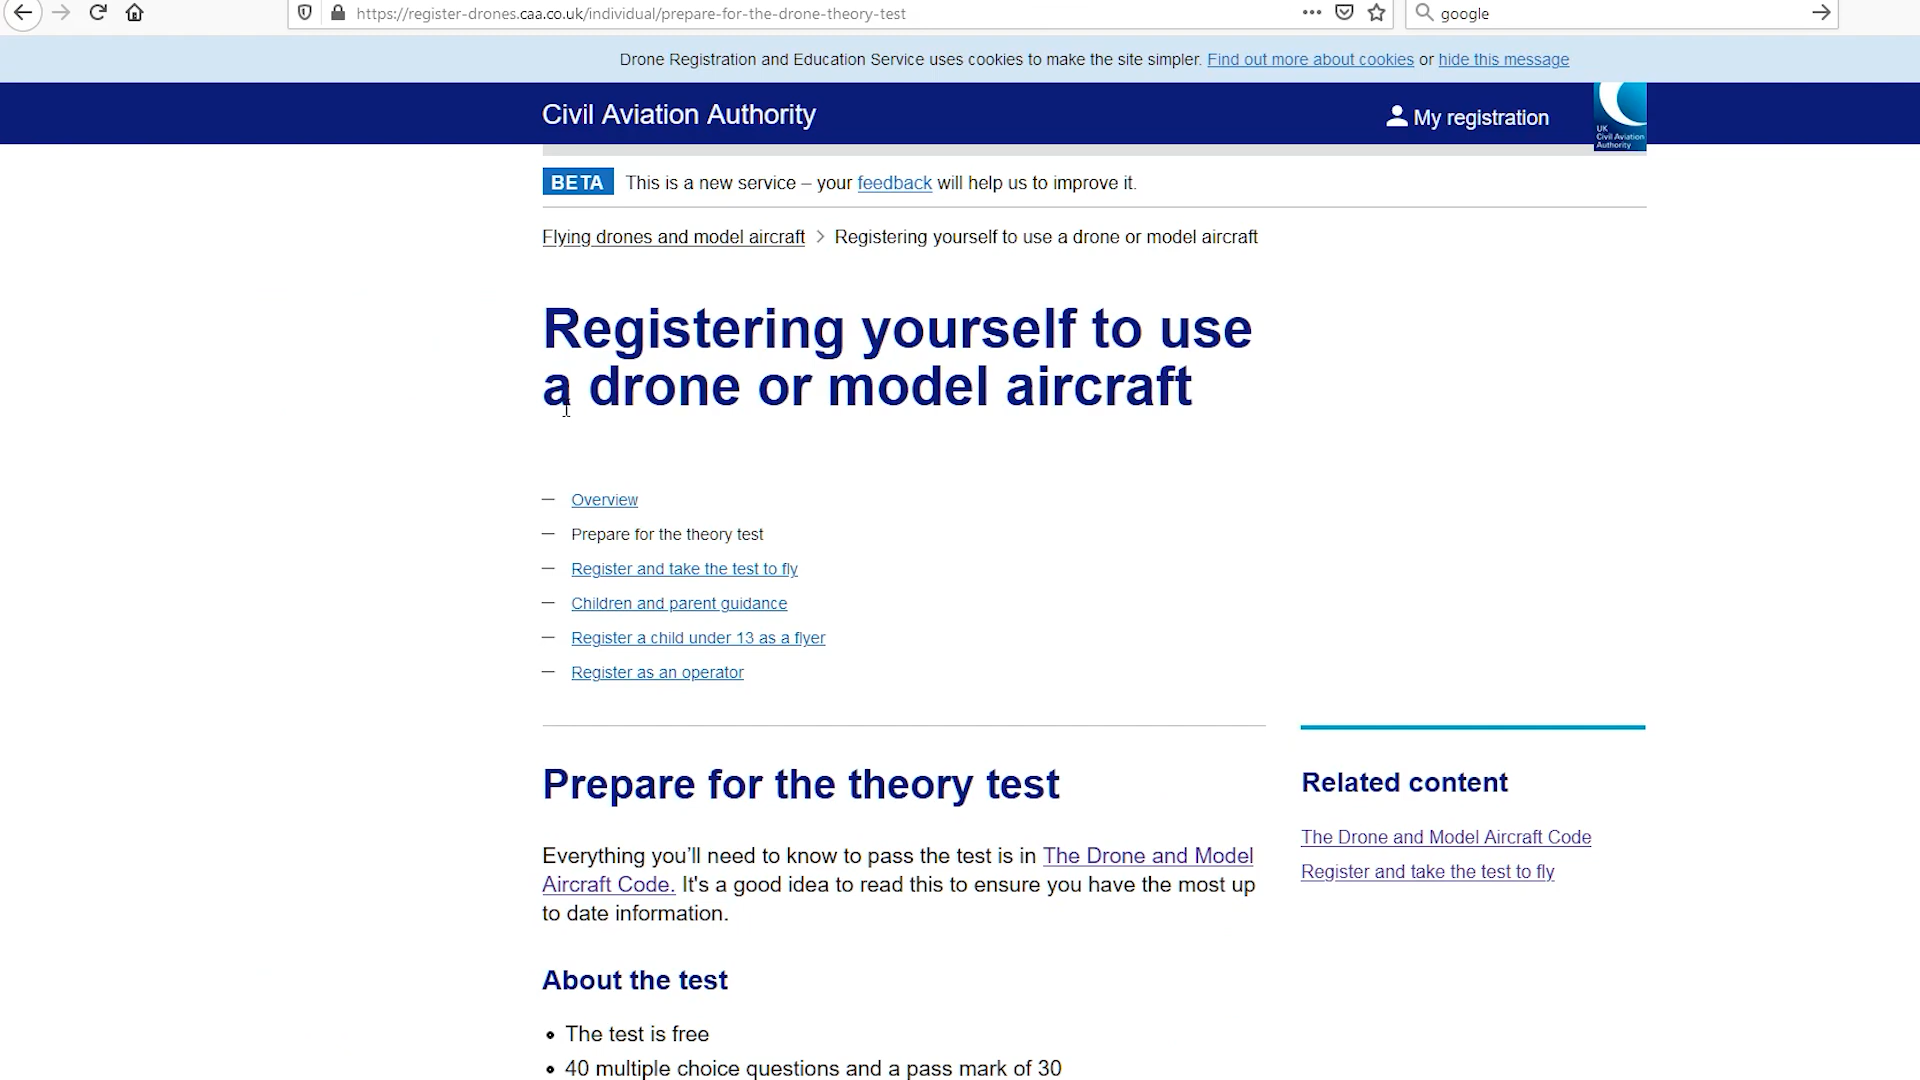 https://register-drones.caa.co.uk/individual/prepare-for-the-drone-theory-test
google
Drone Registration and Education Service uses cookies to make the site simpler. Find out more about cookies or hide this message
Civil Aviation Authority
My registration
UK
Civil Aviation
Authority
BETA This is a new service – your feedback will help us to improve it.
Flying drones and model aircraft > Registering yourself to use a drone or model aircraft
Registering yourself to use
a drone or model aircraft
— Overview
— Prepare for the theory test
— Register and take the test to fly
— Children and parent guidance
— Register a child under 13 as a flyer
— Register as an operator
Prepare for the theory test
Everything you’ll need to know to pass the test is in The Drone and Model
Aircraft Code. It's a good idea to read this to ensure you have the most up
to date information.
About the test
• The test is free
• 40 multiple choice questions and a pass mark of 30
Related content
The Drone and Model Aircraft Code
Register and take the test to fly